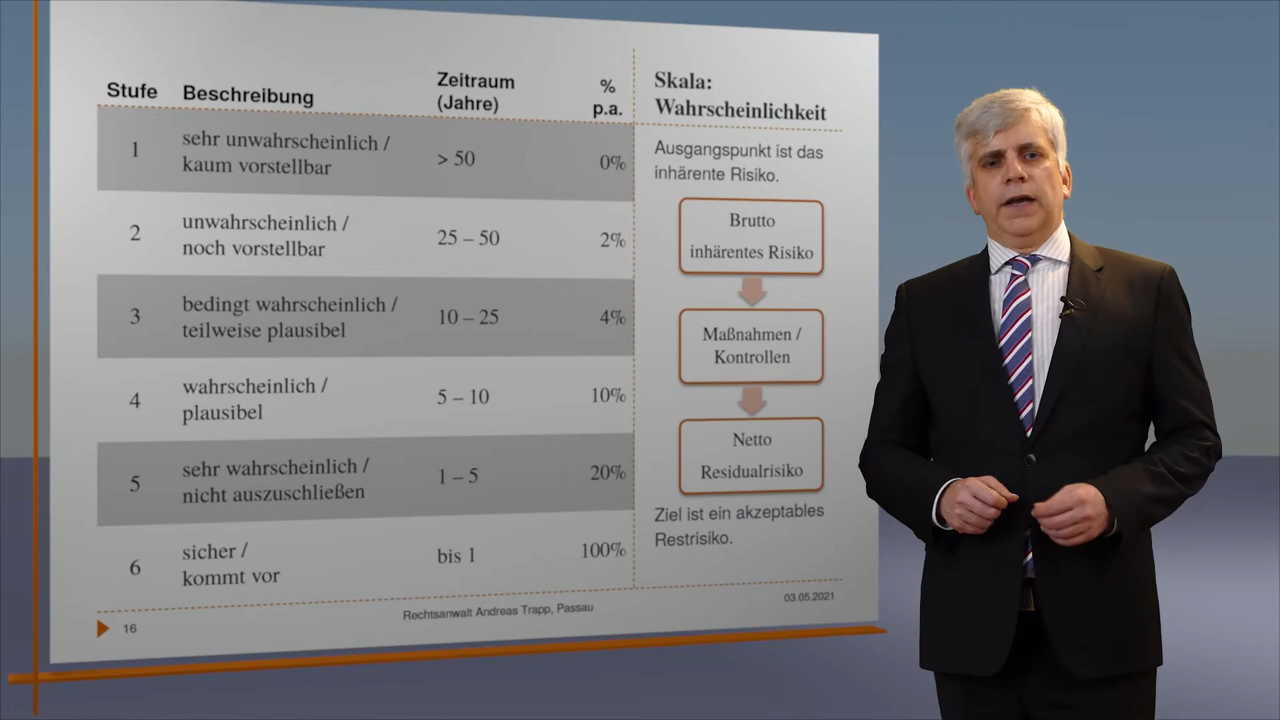 Stufe Beschreibung Zeitraum (Jahre) % p.a.
1 sehr unwahrscheinlich / kaum vorstellbar > 50 0%
2 unwahrscheinlich / noch vorstellbar 25 – 50 2%
3 bedingt wahrscheinlich / teilweise plausibel 10 – 25 4%
4 wahrscheinlich / plausibel 5 – 10 10%
5 sehr wahrscheinlich / nicht auszuschließen 1 – 5 20%
6 sicher / kommt vor bis 1 100%
Skala:
Wahrscheinlichkeit
Ausgangspunkt ist das
inhärente Risiko.
Brutto
inhärentes Risiko
Maßnahmen /
Kontrollen
Netto
Residualrisiko
Ziel ist ein akzeptables
Restrisiko.
16
Rechtsanwalt Andreas Trapp, Passau
03.05.2021